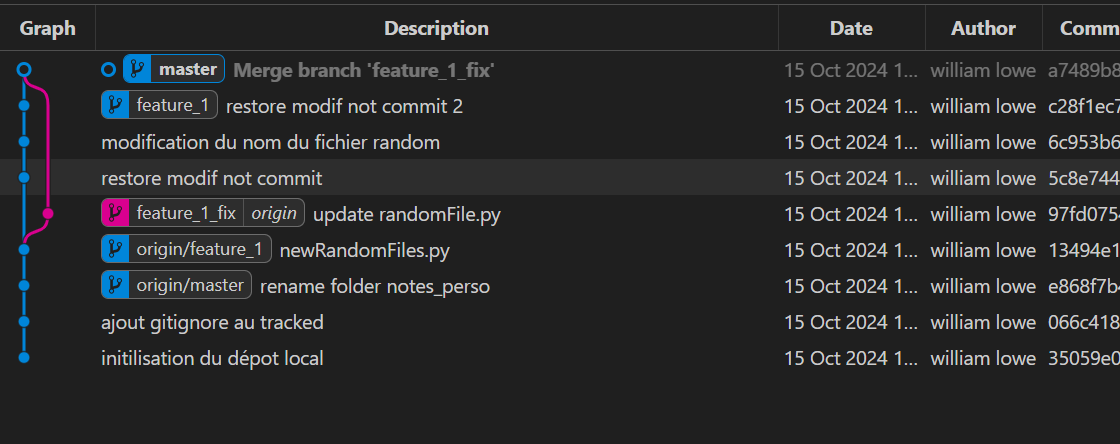 Graph Description Date Author Comm
master Merge branch 'feature_1_fix' 15 Oct 2024 1... william lowe a7489b8
feature_1 restore modif not commit 2 15 Oct 2024 1... william lowe c28f1ec7
modification du nom du fichier random 15 Oct 2024 1... william lowe 6c953b6
restore modif not commit 15 Oct 2024 1... william lowe 5c8e744
feature_1_fix origin update randomFile.py 15 Oct 2024 1... william lowe 97fd0754
origin/feature_1 newRandomFiles.py 15 Oct 2024 1... william lowe 13494e1
origin/master rename folder notes_perso 15 Oct 2024 1... william lowe e868f7b4
ajout gitignore au tracked 15 Oct 2024 1... william lowe 066c418
initilisation du dépot local 15 Oct 2024 1... william lowe 35059e0